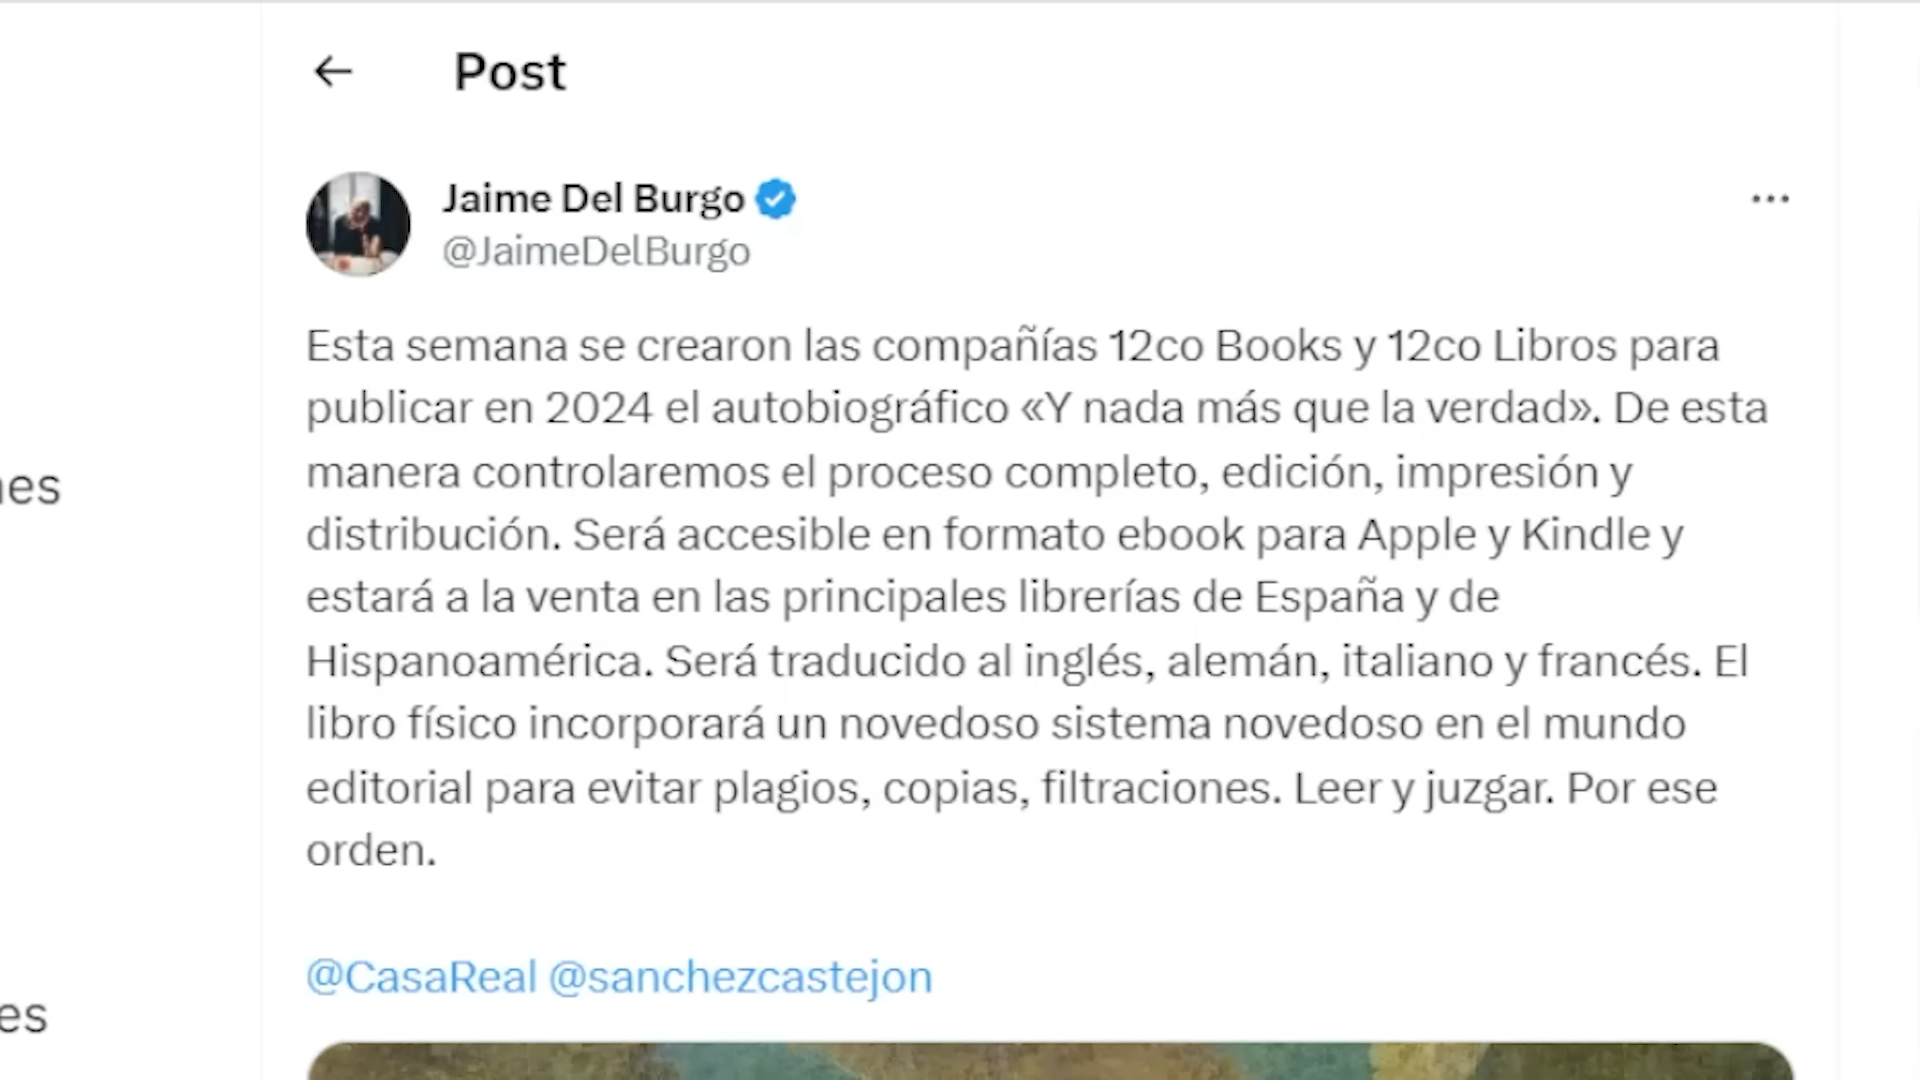 Post
Jaime Del Burgo
@JaimeDelBurgo
Esta semana se crearon las compañías 12co Books y 12co Libros para
publicar en 2024 el autobiográfico «Y nada más que la verdad». De esta
manera controlaremos el proceso completo, edición, impresión y
distribución. Será accesible en formato ebook para Apple y Kindle y
estará a la venta en las principales librerías de España y de
Hispanoamérica. Será traducido al inglés, alemán, italiano y francés. El
libro físico incorporará un novedoso sistema novedoso en el mundo
editorial para evitar plagios, copias, filtraciones. Leer y juzgar. Por ese
orden.
@CasaReal @sanchezcastejon